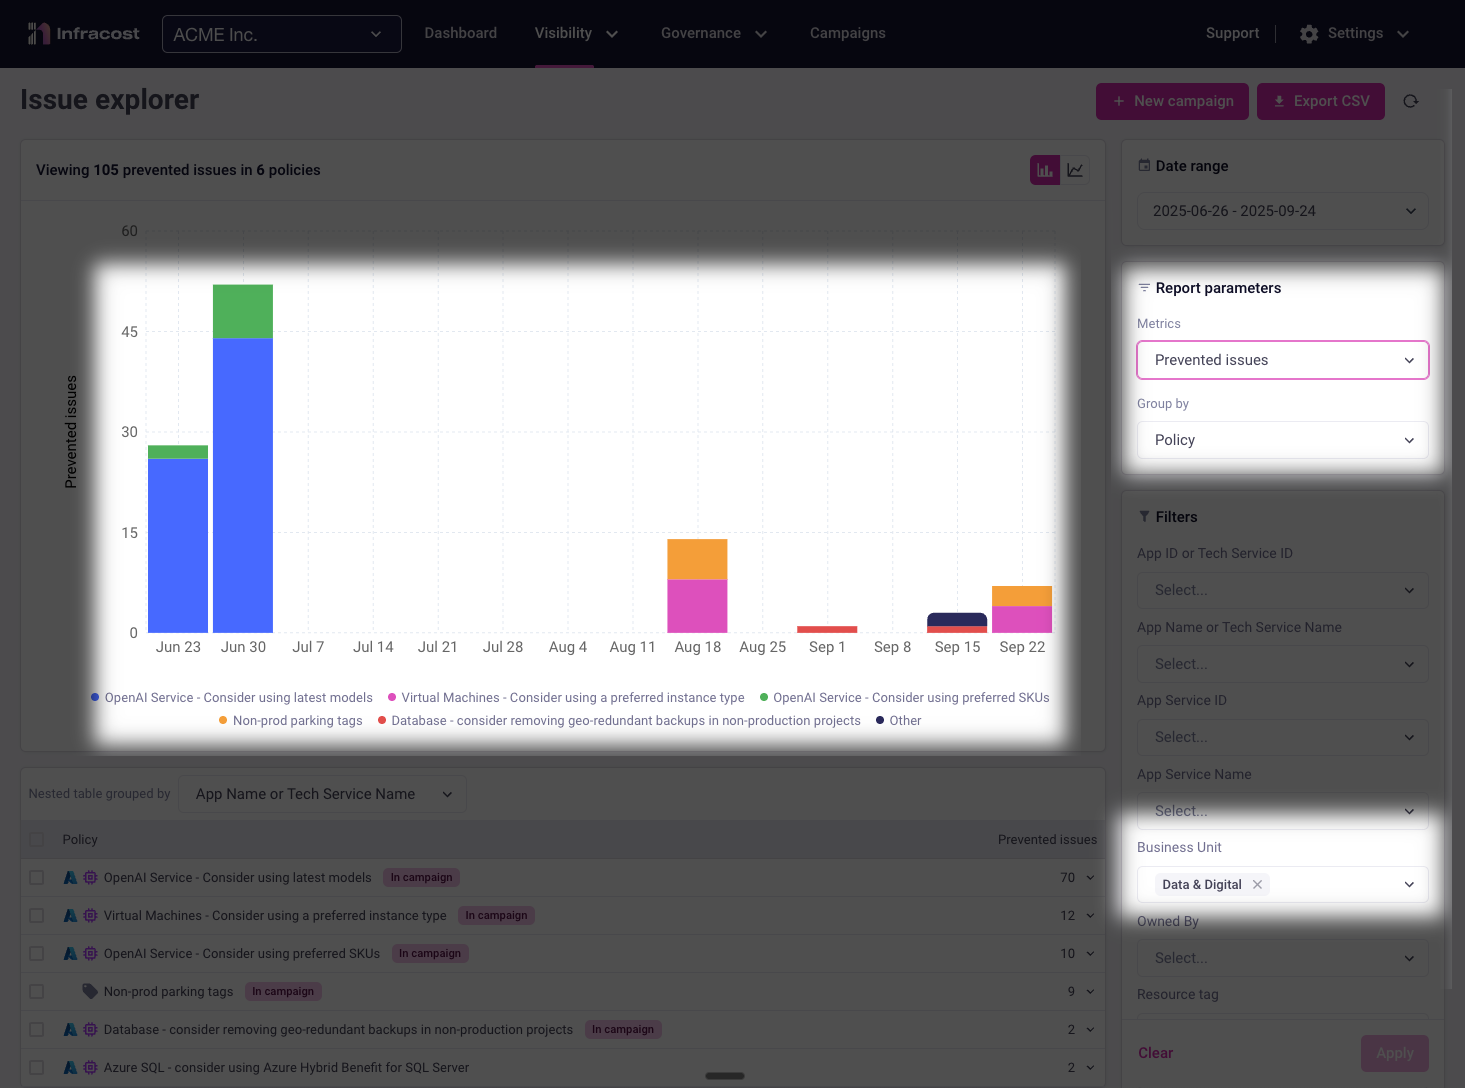 Infracost
ACME Inc.
Dashboard
Visibility
Governance
Campaigns
Support
Settings
Issue explorer
New campaign
Export CSV
Viewing 105 prevented issues in 6 policies
60
45
30
15
0
Prevented issues
Jun 23 Jun 30 Jul 7 Jul 14 Jul 21 Jul 28 Aug 4 Aug 11 Aug 18 Aug 25 Sep 1 Sep 8 Sep 15 Sep 22
OpenAI Service - Consider using latest models Virtual Machines - Consider using a preferred instance type OpenAI Service - Consider using preferred SKUs
Non-prod parking tags Database - consider removing geo-redundant backups in non-production projects Other
Date range
2025-06-26 - 2025-09-24
Report parameters
Metrics
Prevented issues
Group by
Policy
Filters
App ID or Tech Service ID
Select...
App Name or Tech Service Name
Select...
App Service ID
Select...
App Service Name
Select...
Business Unit
Data & Digital
Owned By
Select...
Resource tag
Clear
Apply
Nested table grouped by App Name or Tech Service Name
Policy Prevented issues
OpenAI Service - Consider using latest models In campaign 70
Virtual Machines - Consider using a preferred instance type In campaign 12
OpenAI Service - Consider using preferred SKUs In campaign 10
Non-prod parking tags In campaign 9
Database - consider removing geo-redundant backups in non-production projects In campaign 2
Azure SQL - consider using Azure Hybrid Benefit for SQL Server 2